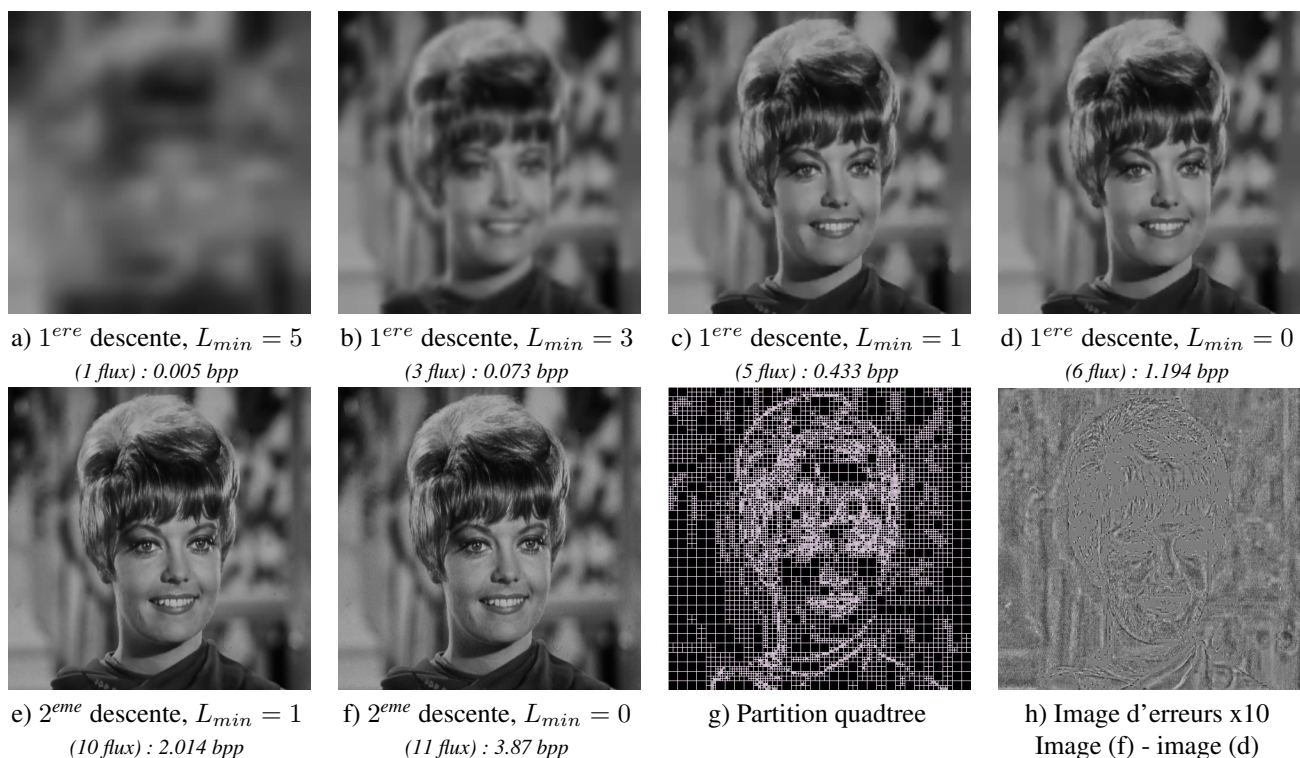 a) 1ere descente, Lmin = 5
(1 flux) : 0.005 bpp
b) 1ere descente, Lmin = 3
(3 flux) : 0.073 bpp
c) 1ere descente, Lmin = 1
(5 flux) : 0.433 bpp
d) 1ere descente, Lmin = 0
(6 flux) : 1.194 bpp
e) 2eme descente, Lmin = 1
(10 flux) : 2.014 bpp
f) 2eme descente, Lmin = 0
(11 flux) : 3.87 bpp
g) Partition quadtree
h) Image d'erreurs x10
Image (f) - image (d)